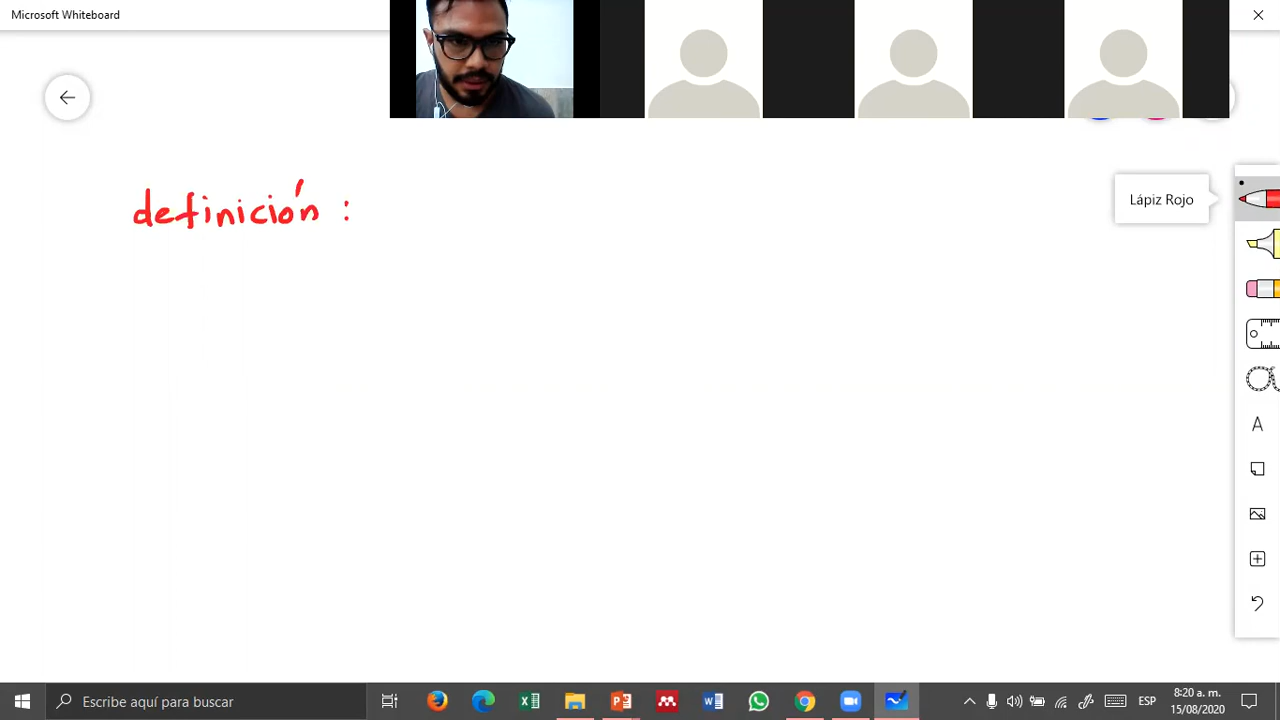 Microsoft Whiteboard
definición :
Lápiz Rojo
A
Escribe aquí para buscar
ESP
8:20 a. m.
15/08/2020